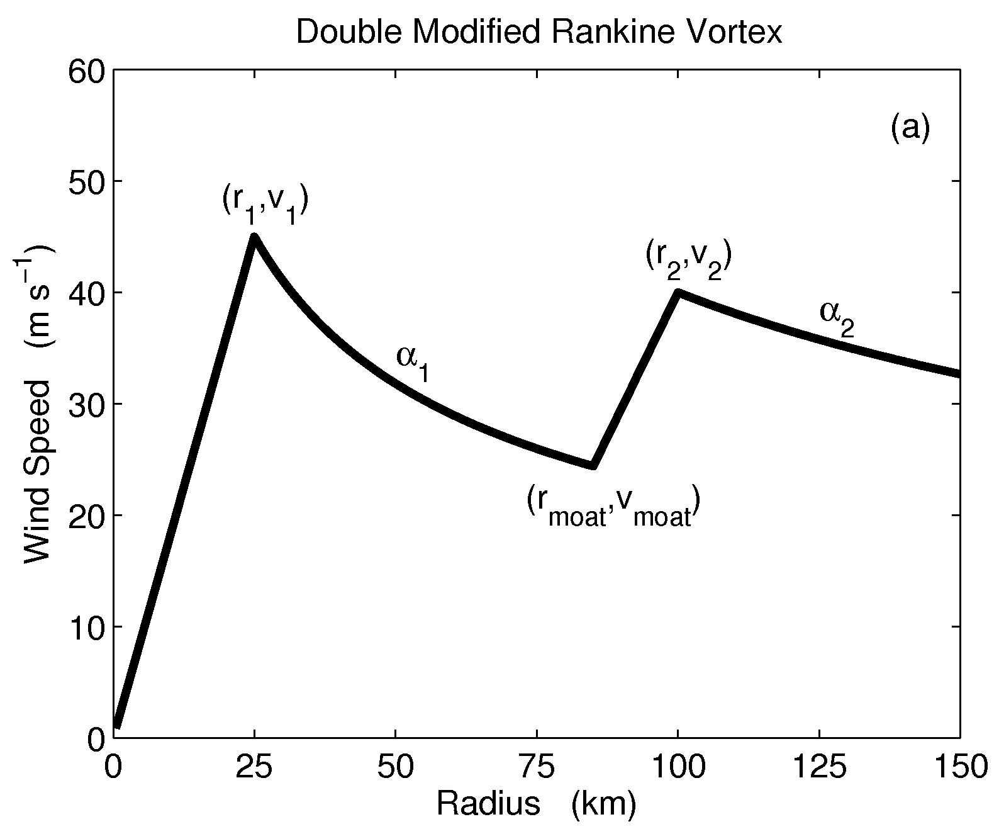 Double Modified Rankine Vortex
60
(a)
50
(r₁,v₁)
(r₂,v₂)
40
α₂
α₁
30
(rₘₒₐₜ,vₘₒₐₜ)
20
10
0
Wind Speed (m s⁻¹)
0 25 50 75 100 125 150
Radius (km)